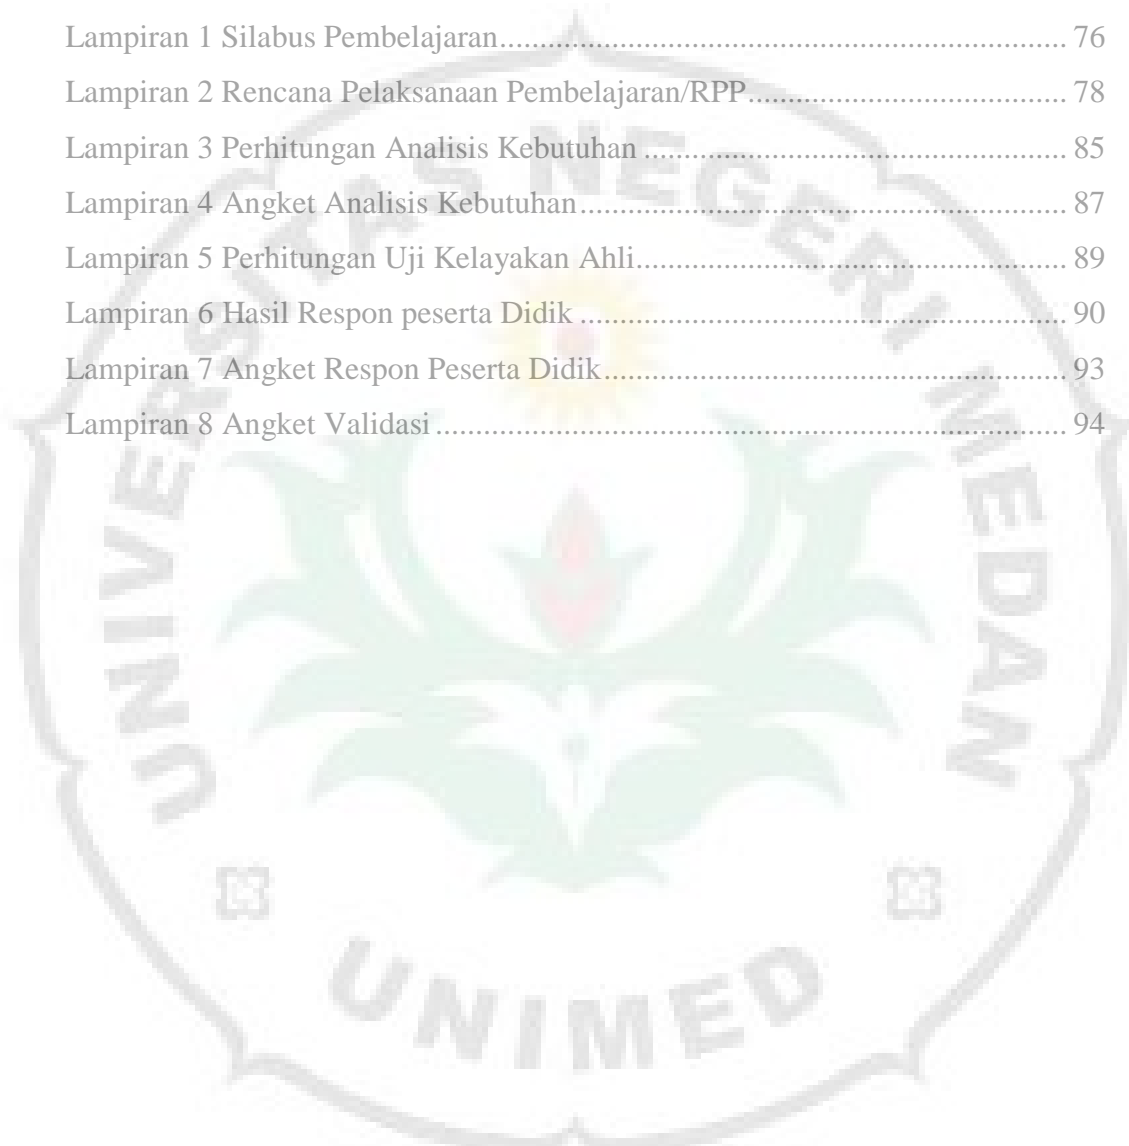 Lampiran 1 Silabus Pembelajaran....................................................................... 76
Lampiran 2 Rencana Pelaksanaan Pembelajaran/RPP........................................ 78
Lampiran 3 Perhitungan Analisis Kebutuhan ..................................................... 85
Lampiran 4 Angket Analisis Kebutuhan............................................................. 87
Lampiran 5 Perhitungan Uji Kelayakan Ahli...................................................... 89
Lampiran 6 Hasil Respon peserta Didik ............................................................. 90
Lampiran 7 Angket Respon Peserta Didik.......................................................... 93
Lampiran 8 Angket Validasi ............................................................................... 94
UNIVERSITAS NEGERI MEDAN
UNIMED